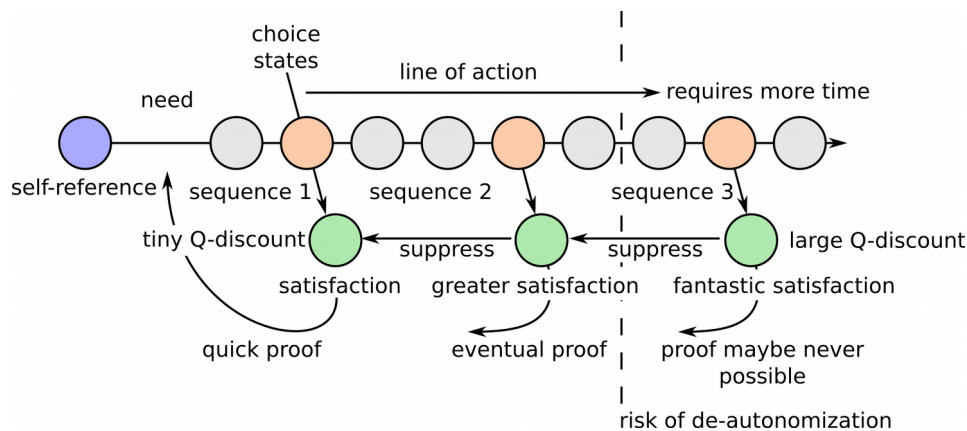 choice
states
line of action
requires more time
need
self-reference
sequence 1
sequence 2
sequence 3
tiny Q-discount
suppress
suppress
large Q-discount
satisfaction
greater satisfaction
fantastic satisfaction
quick proof
eventual proof
proof maybe never
possible
risk of de-autonomization